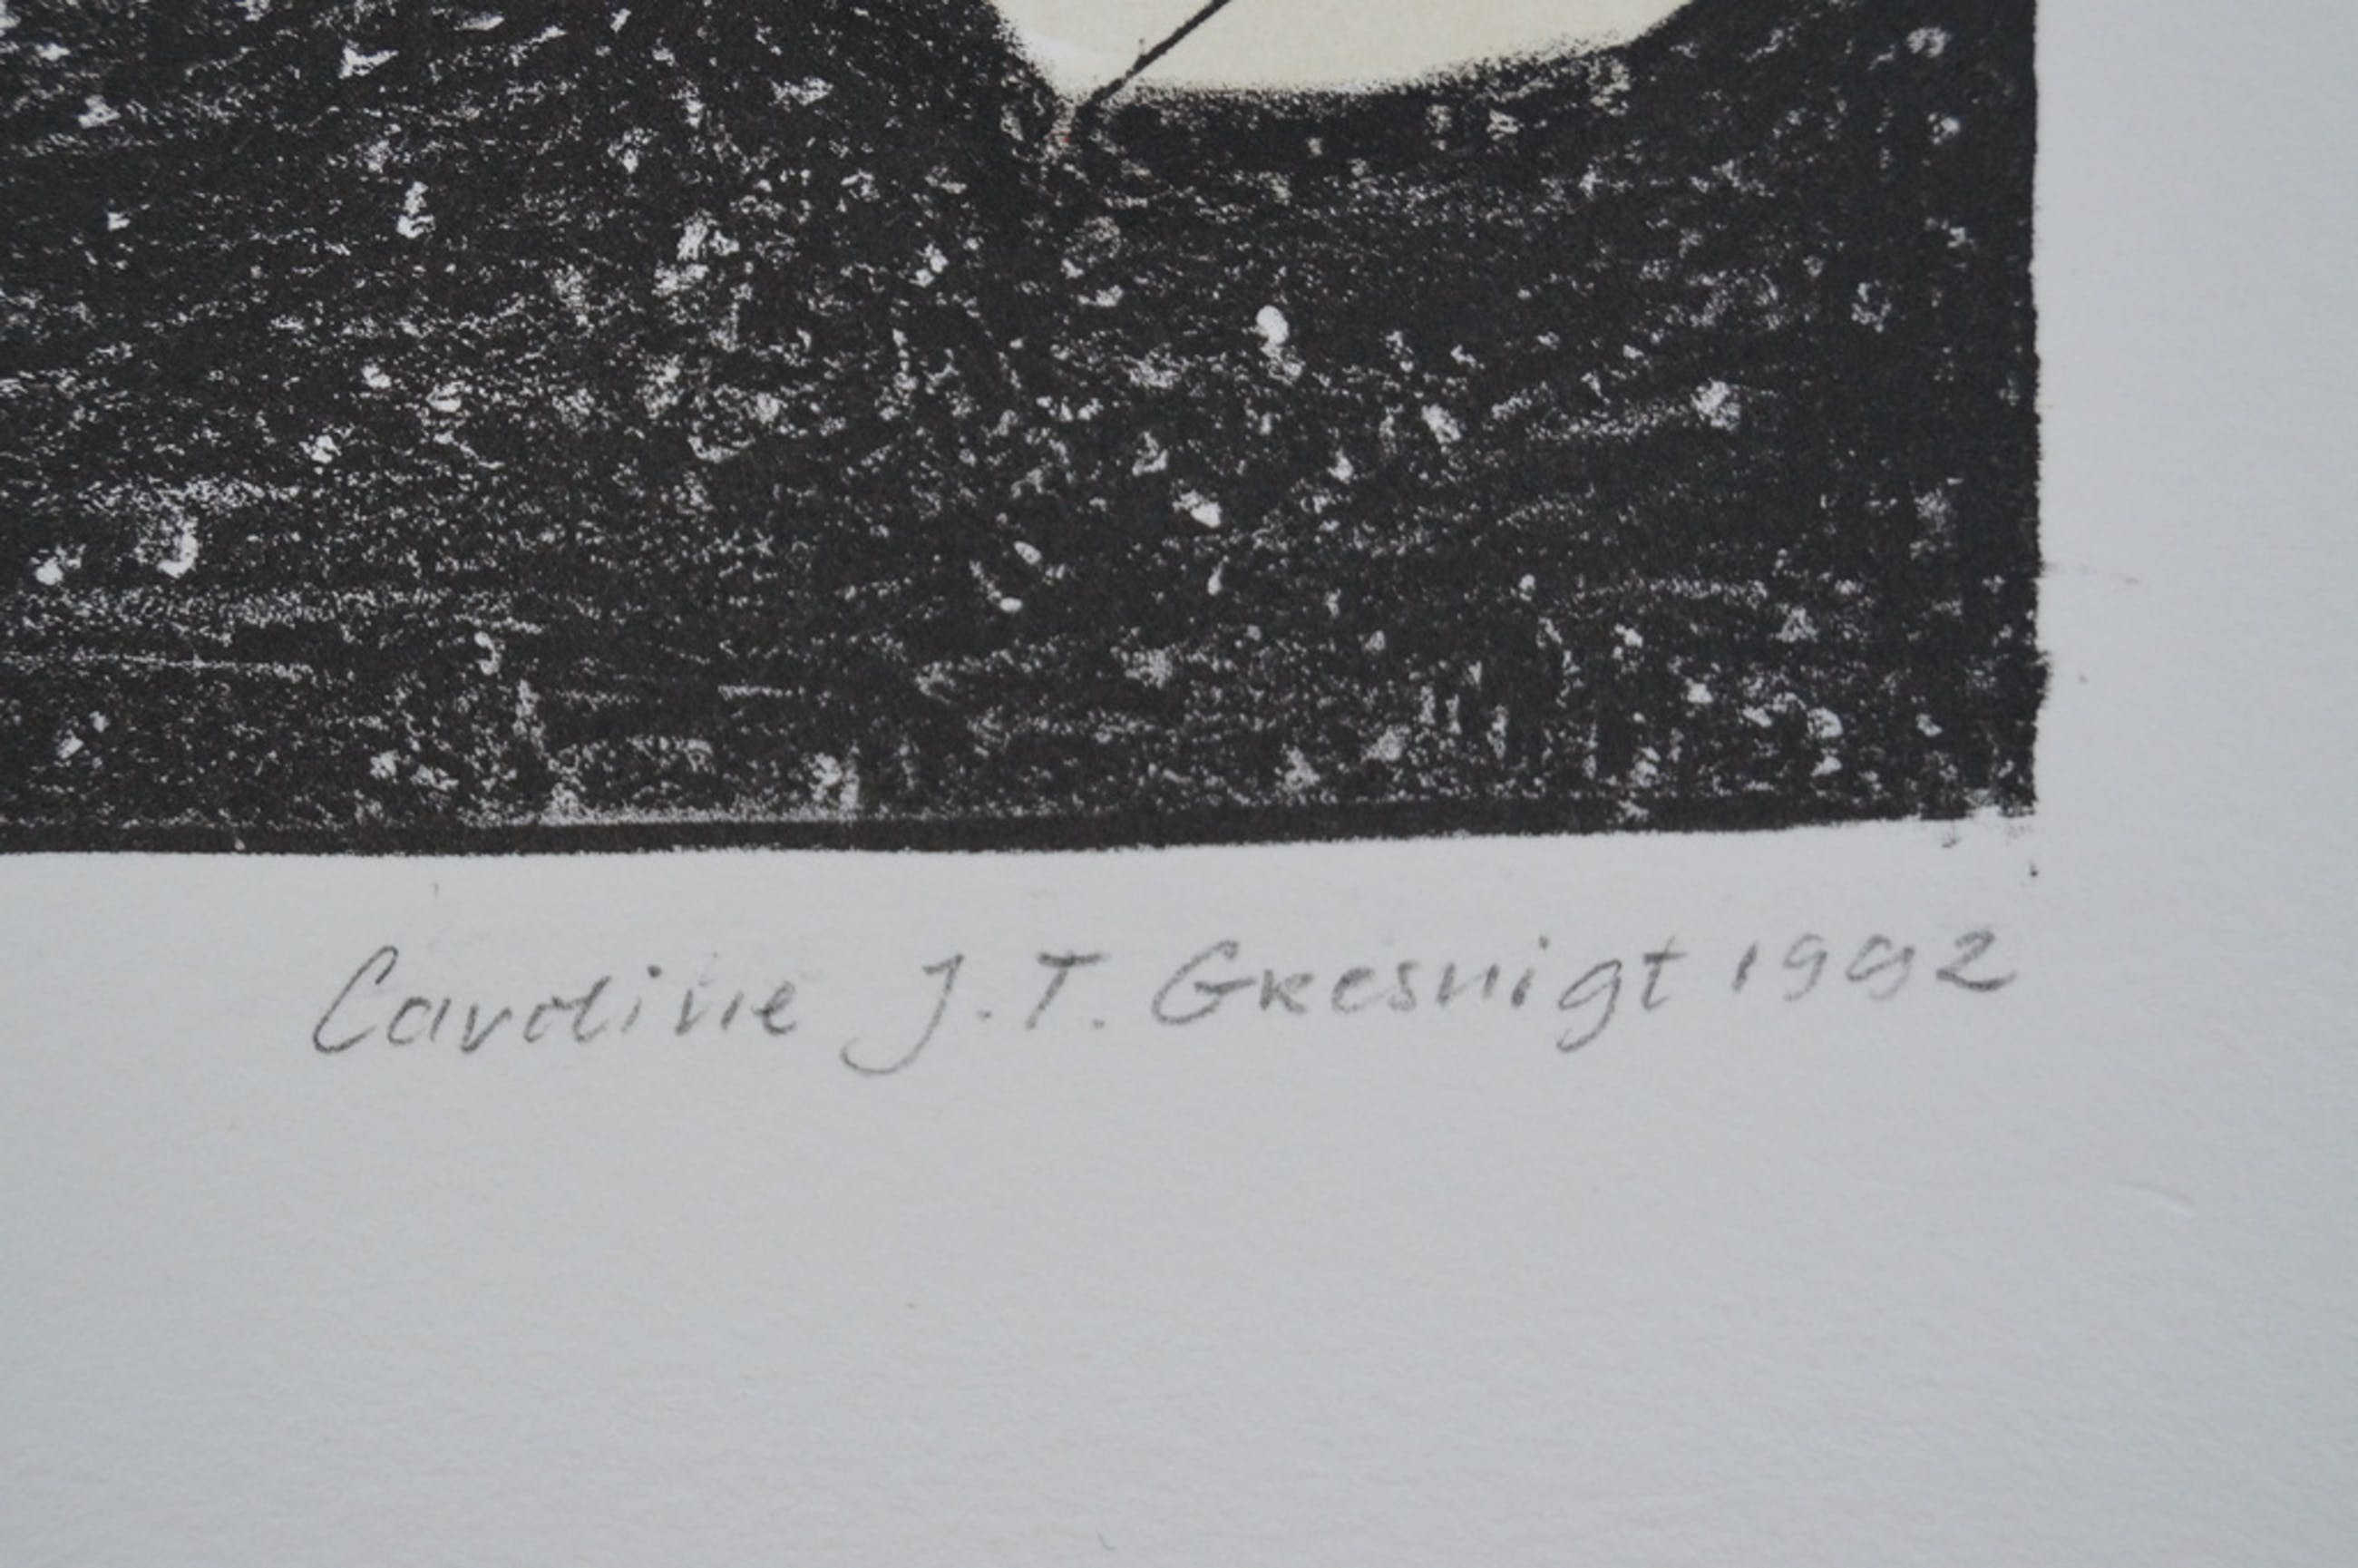 Caroline J.T. Gresnigt 1992